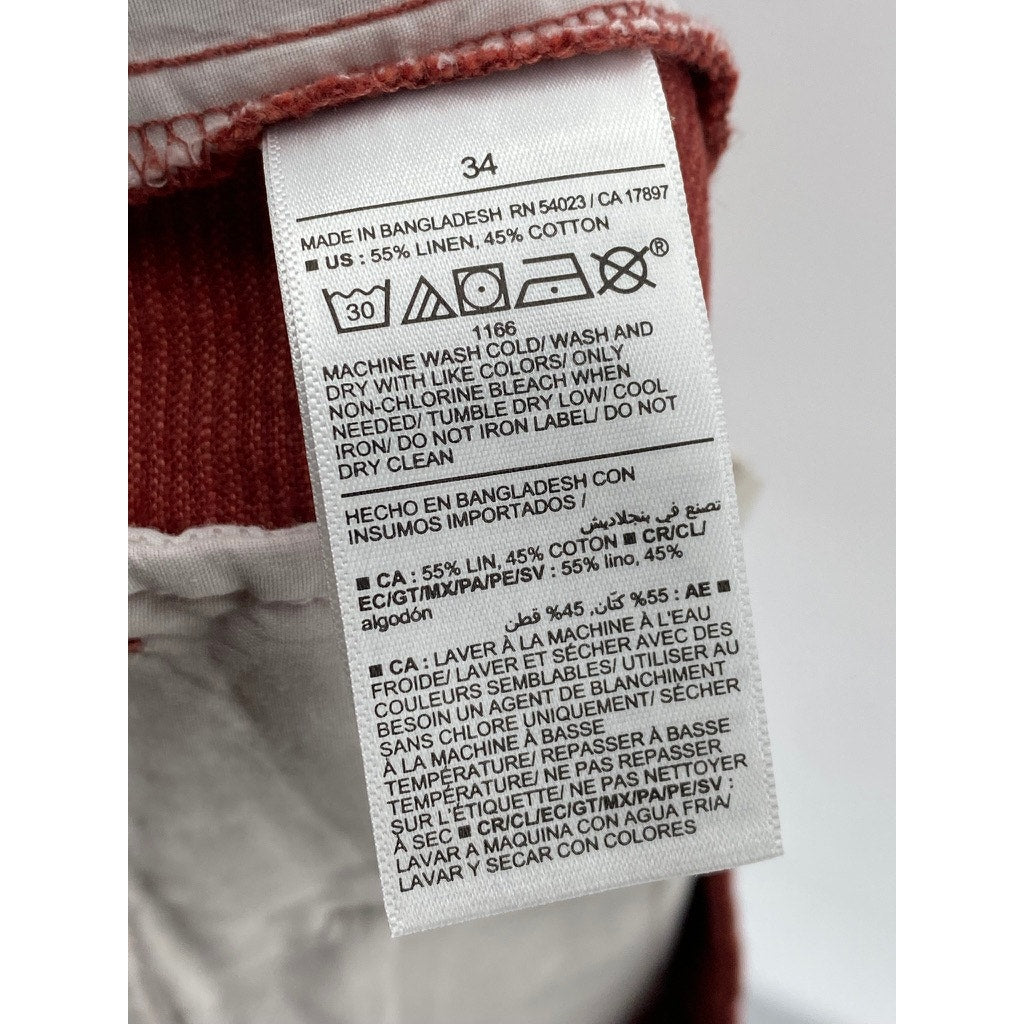 34
MADE IN BANGLADESH RN 54023 / CA 17897
■ US : 55% LINEN, 45% COTTON
30
®
1166
MACHINE WASH COLD/ WASH AND
DRY WITH LIKE COLORS/ ONLY
NON-CHLORINE BLEACH WHEN
NEEDED/ TUMBLE DRY LOW/ COOL
IRON/ DO NOT IRON LABEL/ DO NOT
DRY CLEAN
HECHO EN BANGLADESH CON
INSUMOS IMPORTADOS /
تصنع في بنجلاديش
■ CA : 55% LIN, 45% COTON ■ CR/CL/
EC/GT/MX/PA/PE/SV : 55% lino, 45%
algodón
■ AE : 55% كتان، 45% قطن
■ CA : LAVER À LA MACHINE À L'EAU
FROIDE/ LAVER ET SÉCHER AVEC DES
COULEURS SEMBLABLES/ UTILISER AU
BESOIN UN AGENT DE BLANCHIMENT
SANS CHLORE UNIQUEMENT/ SÉCHER
À LA MACHINE À BASSE
TEMPÉRATURE/ REPASSER À BASSE
TEMPÉRATURE/ NE PAS REPASSER
SUR L'ÉTIQUETTE/ NE PAS NETTOYER
À SEC ■ CR/CL/EC/GT/MX/PA/PE/SV :
LAVAR A MAQUINA CON AGUA FRIA/
LAVAR Y SECAR CON COLORES